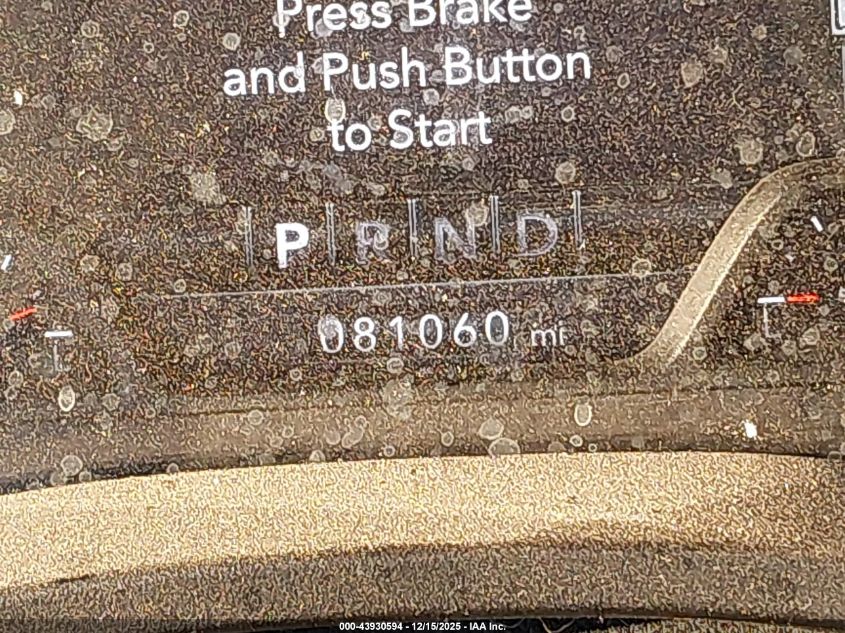 Press Brake
and Push Button
to Start
P R N D
081060 mi
L
L
000-43930594 - 12/15/2025 - IAA Inc.